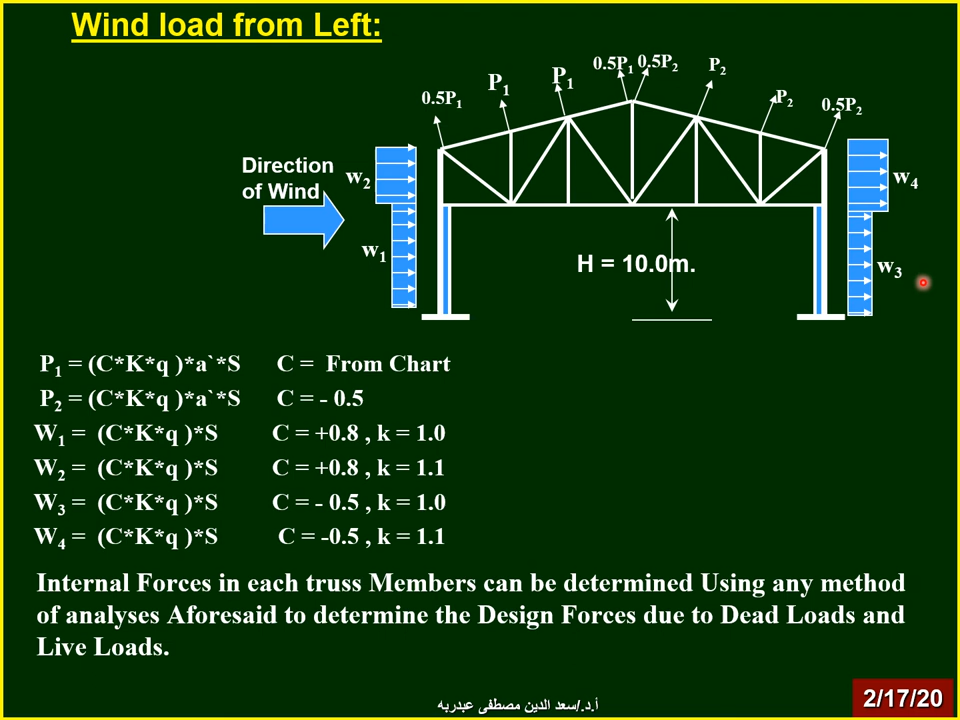 Wind load from Left:
0.5P₁
P₁
P₁
0.5P₁ 0.5P₂
P₂
P₂
0.5P₂
Direction
of Wind
w₂
w₁
w₄
w₃
H = 10.0m.
P₁ = (C*K*q )*a`*S C = From Chart
P₂ = (C*K*q )*a`*S C = - 0.5
W₁ = (C*K*q )*S C = +0.8 , k = 1.0
W₂ = (C*K*q )*S C = +0.8 , k = 1.1
W₃ = (C*K*q )*S C = - 0.5 , k = 1.0
W₄ = (C*K*q )*S C = -0.5 , k = 1.1
Internal Forces in each truss Members can be determined Using any method
of analyses Aforesaid to determine the Design Forces due to Dead Loads and
Live Loads.
أ.د./سعد الدين مصطفى عبدربه
2/17/20